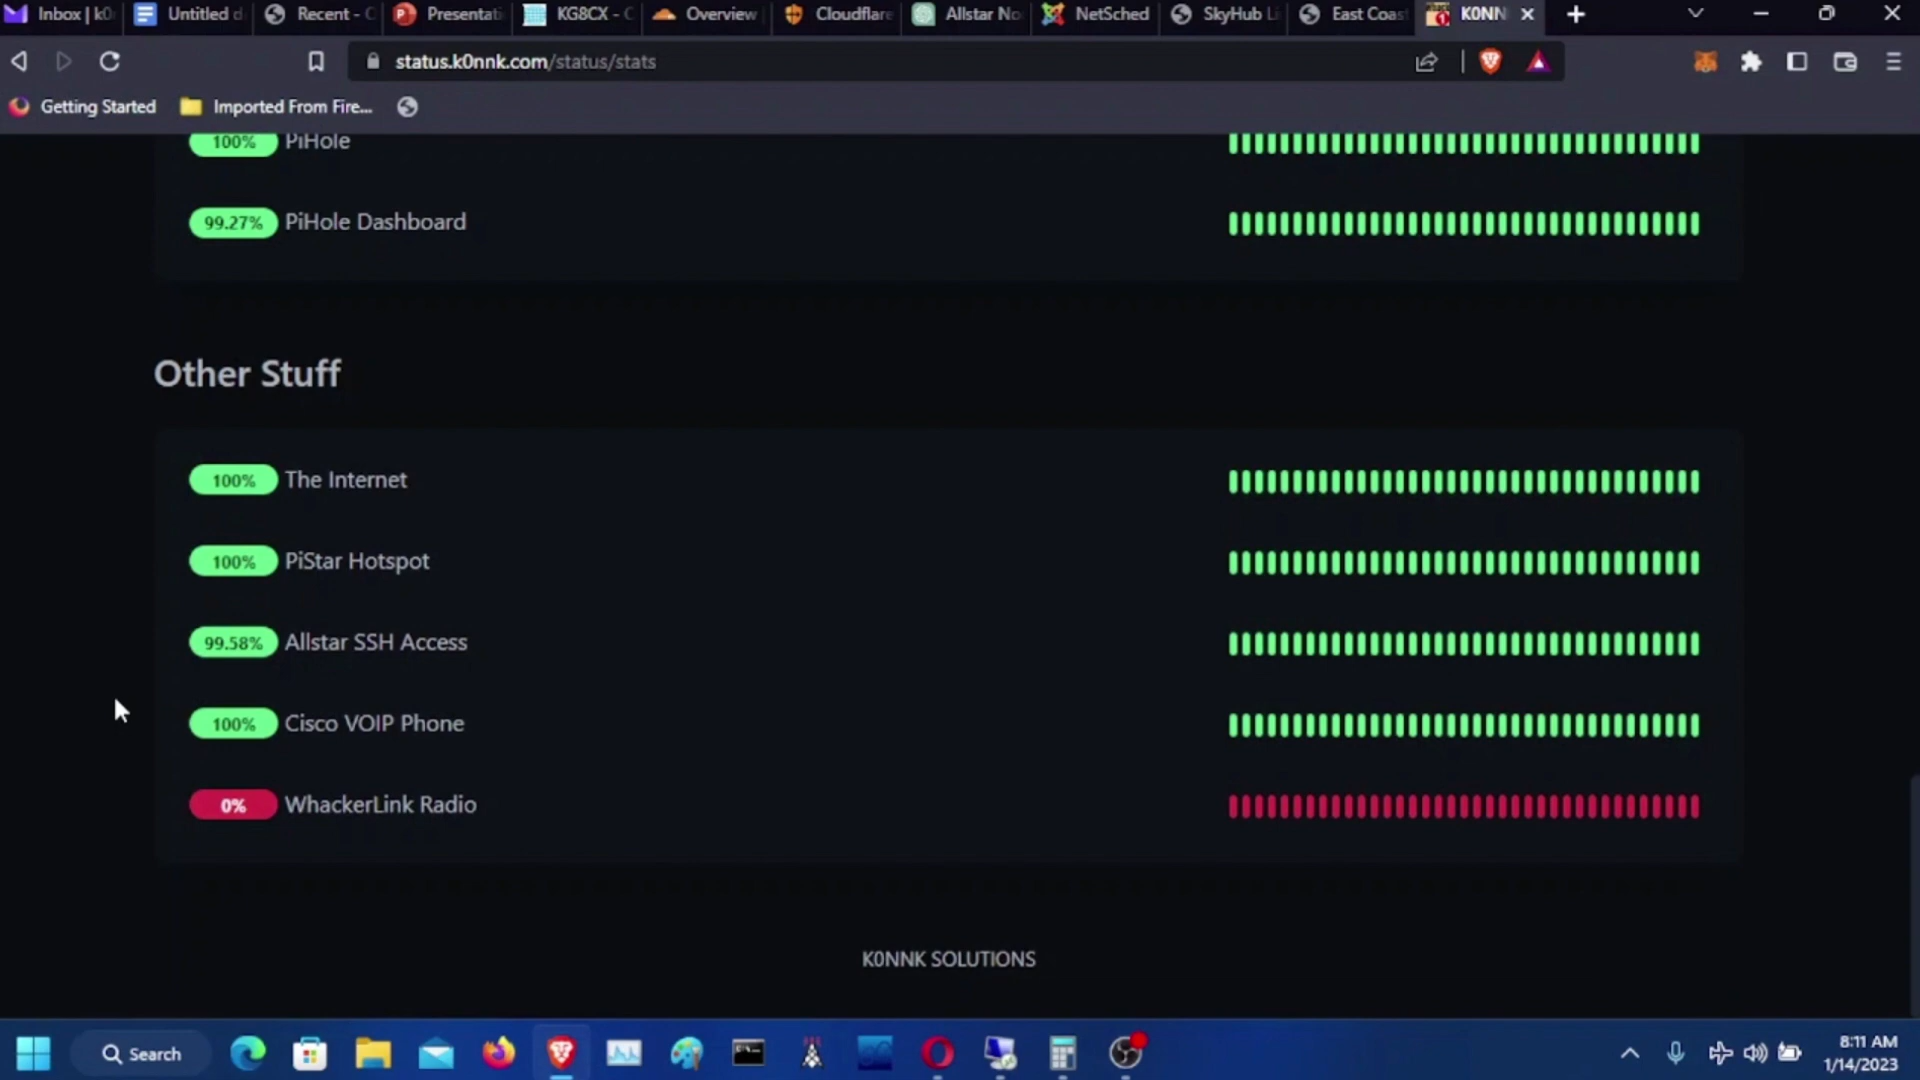 Inbox | k0
Untitled d
Recent - C
Presentati
KG8CX - C
Overview
Cloudflare
Allstar No
NetSched
SkyHub Li
East Coas
K0NN
status.k0nnk.com/status/stats
Getting Started
Imported From Fire...
100% PiHole
99.27% PiHole Dashboard
Other Stuff
100% The Internet
100% PiStar Hotspot
99.58% Allstar SSH Access
100% Cisco VOIP Phone
0% WhackerLink Radio
K0NNK SOLUTIONS
Search
8:11 AM
1/14/2023